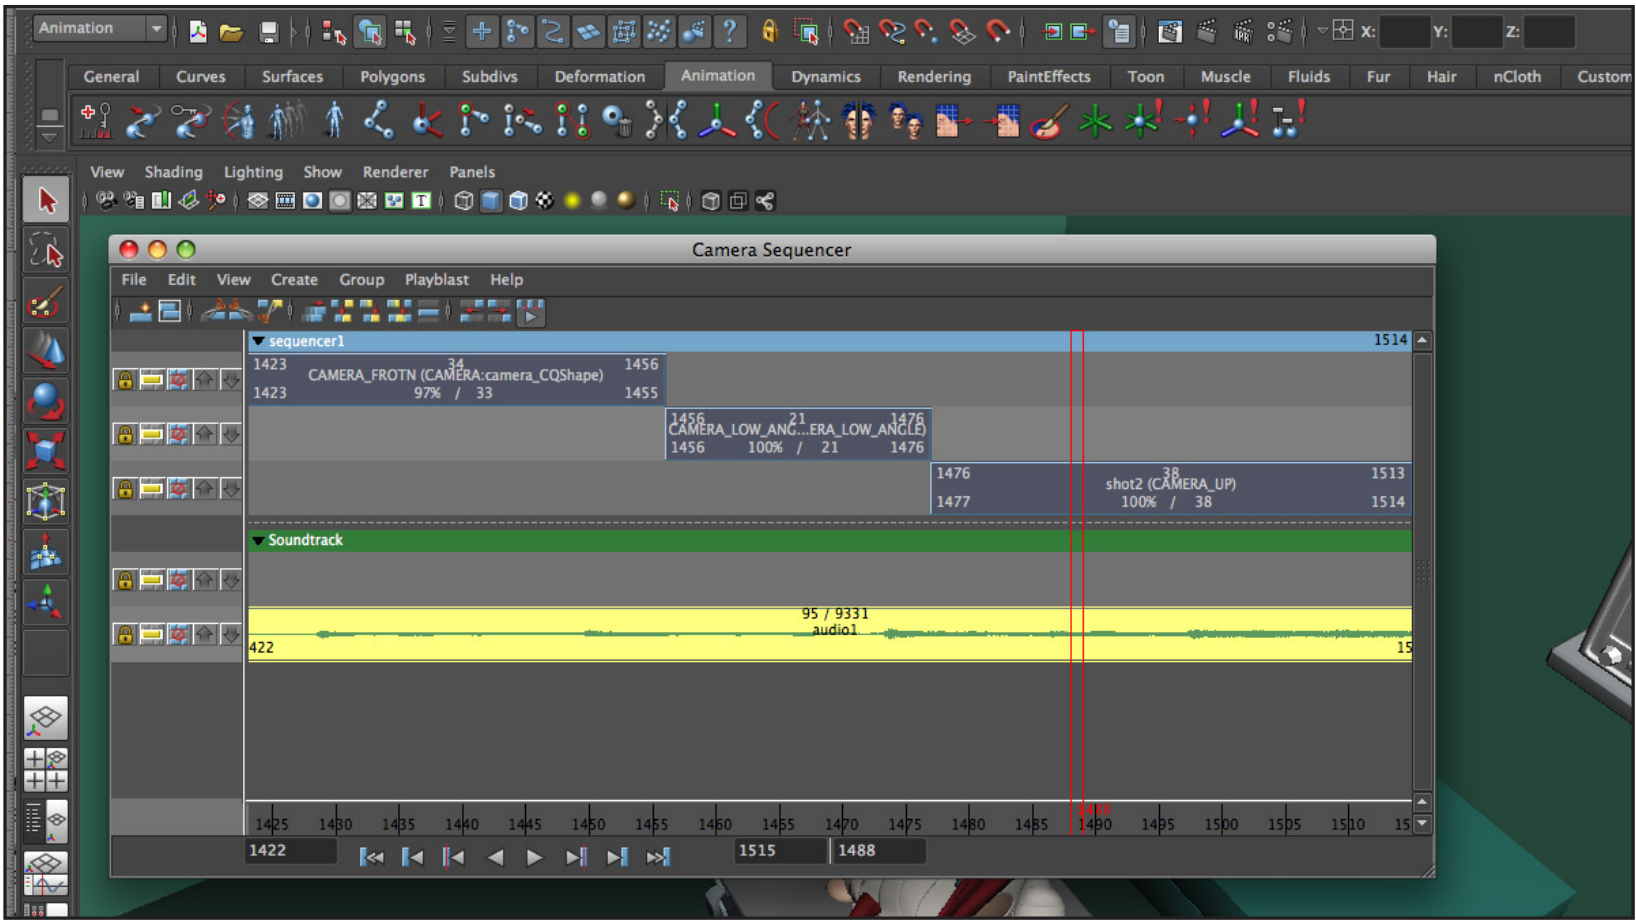 Animation X: Y: Z:
General Curves Surfaces Polygons Subdivs Deformation Animation Dynamics Rendering PaintEffects Toon Muscle Fluids Fur Hair nCloth Custom
View Shading Lighting Show Renderer Panels
Camera Sequencer
File Edit View Create Group Playblast Help
sequencer1 1514
1423 34 1456
CAMERA_FROTN (CAMERA:camera_CQShape)
1423 97% / 33 1455
1456 21 1476
CAMERA_LOW_ANG...ERA_LOW_ANGLE)
1456 100% / 21 1476
1476 38 1513
shot2 (CAMERA_UP)
1477 100% / 38 1514
Soundtrack
95 / 9331
audio1
422 15
1488
1425 1430 1435 1440 1445 1450 1455 1460 1465 1470 1475 1480 1485 1490 1495 1500 1505 1510 15
1422 1515 1488